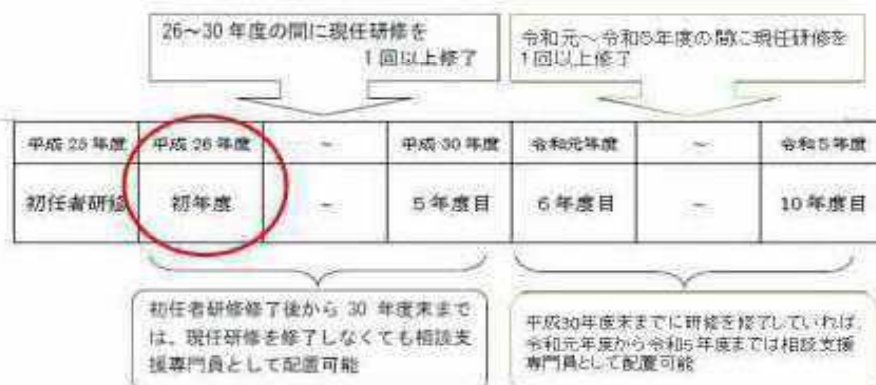 26～30年度の間に現任研修を
1回以上修了
令和元～令和5年度の間に現任研修を
1回以上修了
平成25年度 平成26年度 ～ 平成30年度 令和元年度 ～ 令和5年度
初任者研修 初年度 ～ 5年度目 6年度目 ～ 10年度目
初任者研修修了後から 30 年度末まで
は、現任研修を修了しなくても相談支
援専門員として配置可能
平成30年度末までに研修を修了していれば、
令和元年度から令和5年度までは相談支援
専門員として配置可能